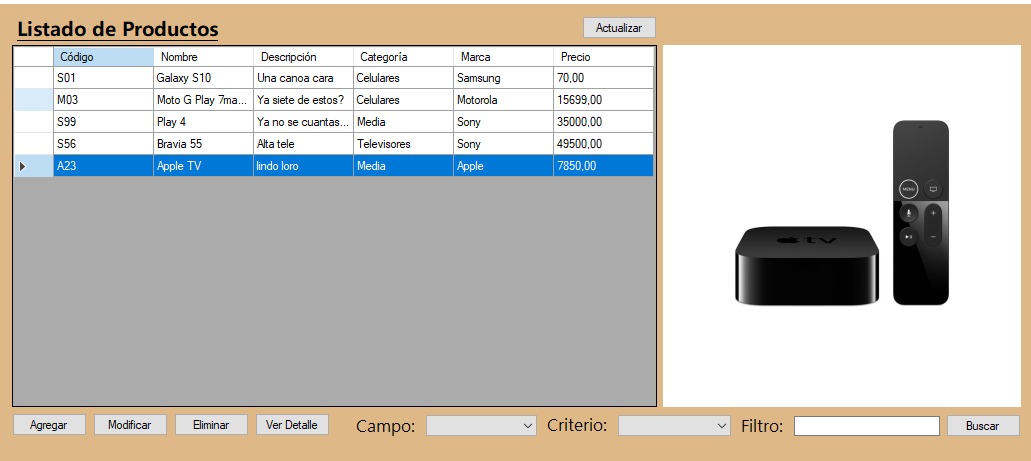 Listado de Productos
Actualizar
Código Nombre Descripción Categoría Marca Precio
S01 Galaxy S10 Una canoa cara Celulares Samsung 70,00
M03 Moto G Play 7ma... Ya siete de estos? Celulares Motorola 15699,00
S99 Play 4 Ya no se cuantas... Media Sony 35000,00
S56 Bravia 55 Alta tele Televisores Sony 49500,00
A23 Apple TV lindo loro Media Apple 7850,00
MENU
tv
Agregar Modificar Eliminar Ver Detalle Campo: Criterio: Filtro: Buscar